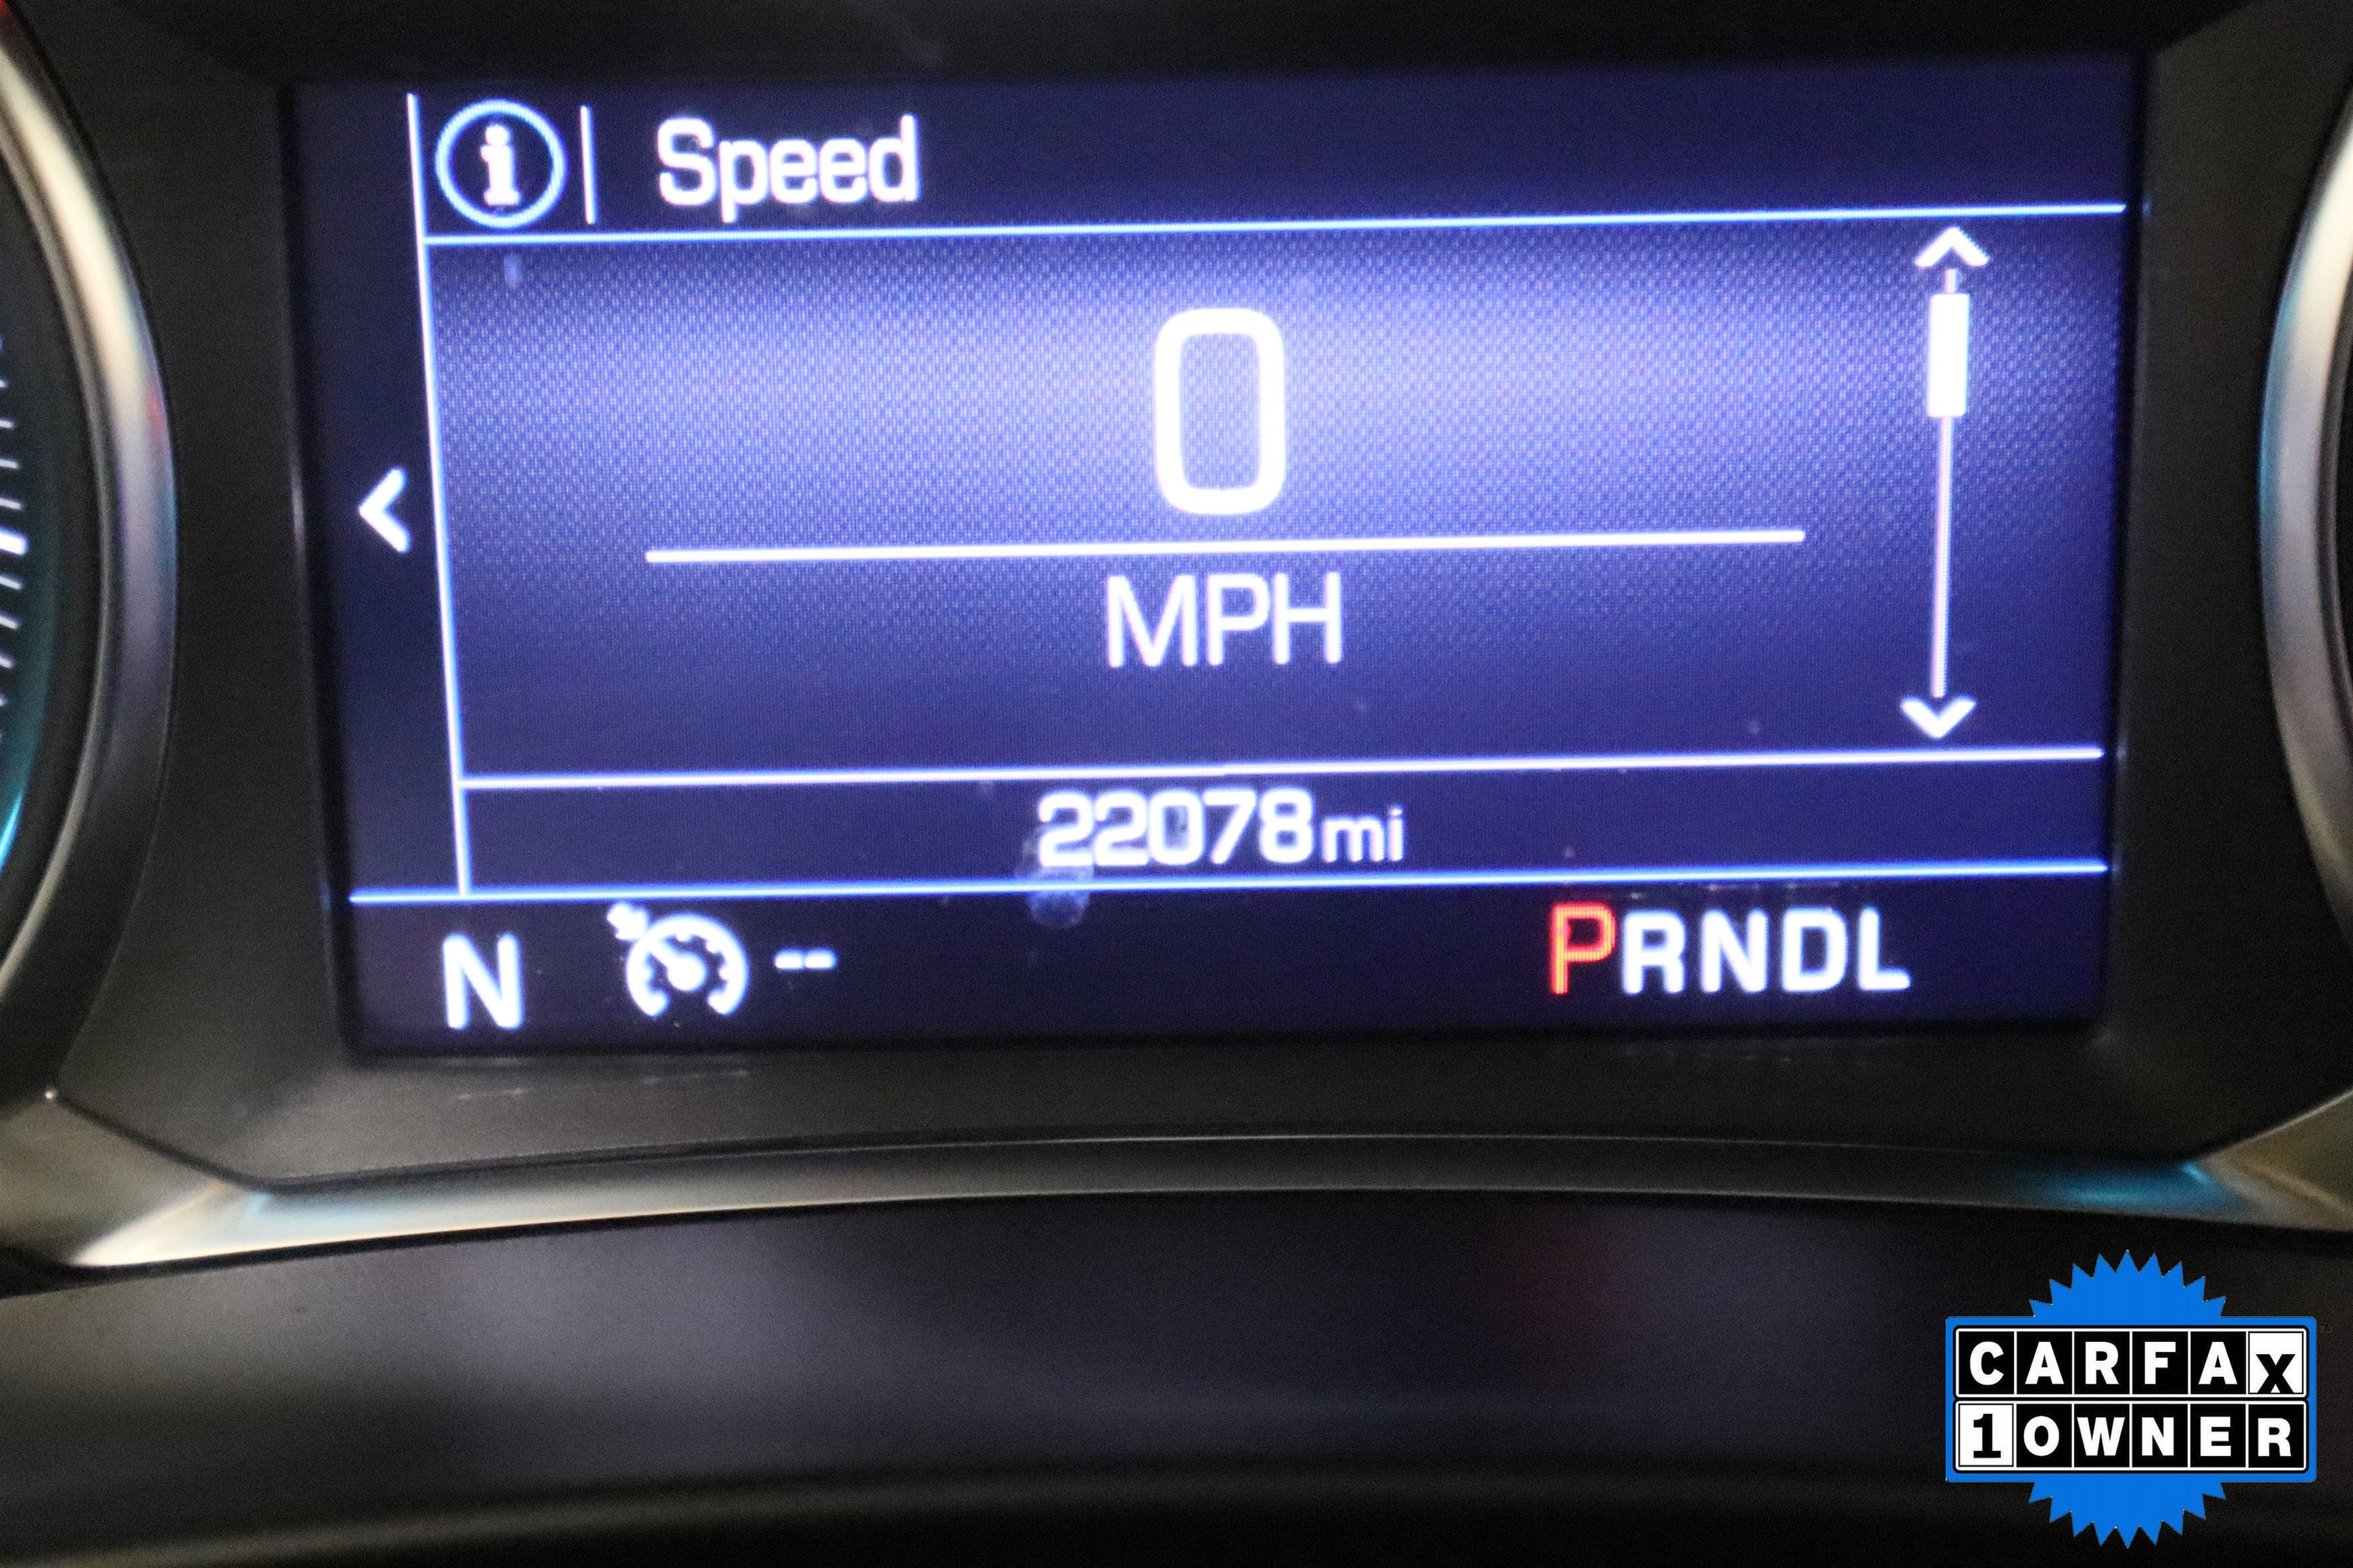 i Speed
0
MPH
22078mi
N -- PRNDL
CARFAX
1OWNER